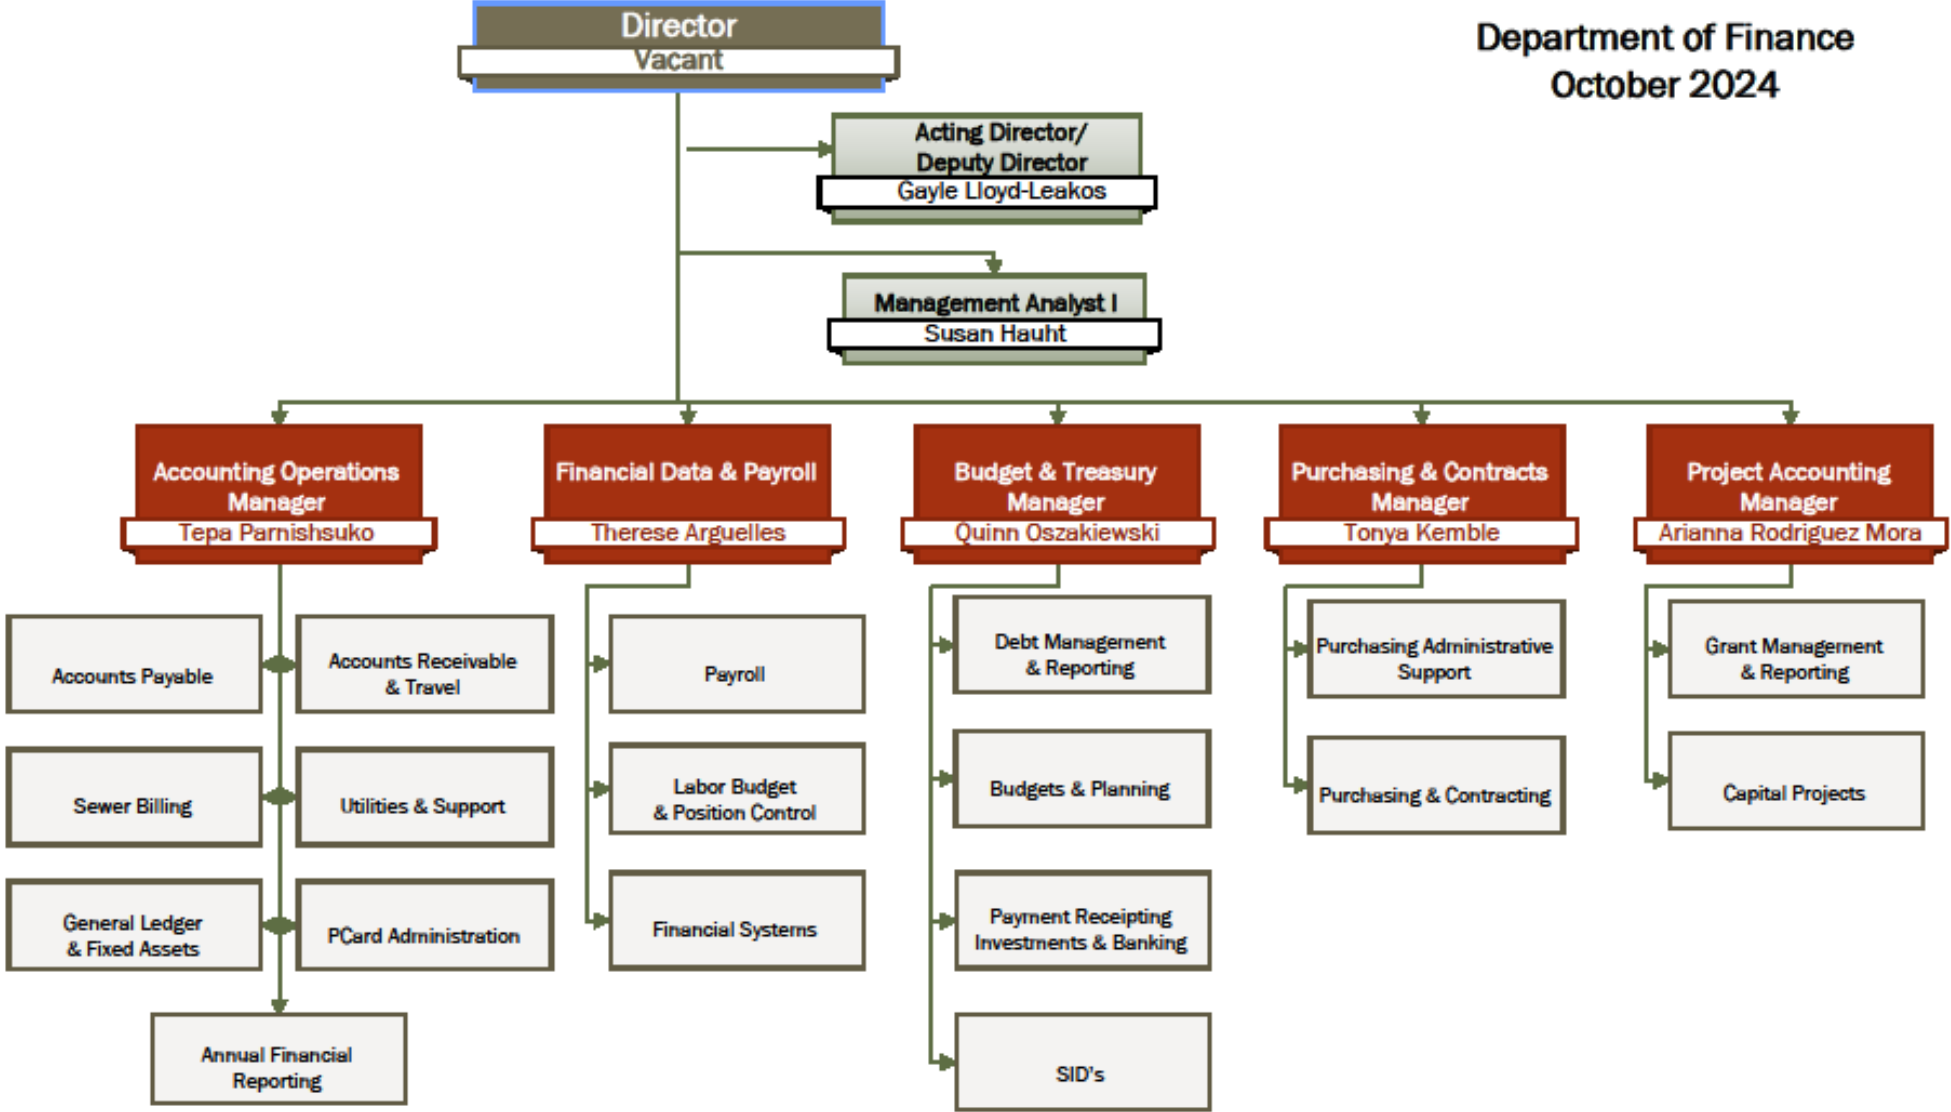 Director
Vacant
Department of Finance
October 2024
Acting Director/
Deputy Director
Gayle Lloyd-Leakos
Management Analyst I
Susan Hauht
Accounting Operations
Manager
Tepa Parnishsuko
Financial Data & Payroll
Therese Arguelles
Budget & Treasury
Manager
Quinn Oszakiewski
Purchasing & Contracts
Manager
Tonya Kemble
Project Accounting
Manager
Arianna Rodriguez Mora
Accounts Payable
Accounts Receivable
& Travel
Sewer Billing
Utilities & Support
General Ledger
& Fixed Assets
PCard Administration
Annual Financial
Reporting
Payroll
Labor Budget
& Position Control
Financial Systems
Debt Management
& Reporting
Budgets & Planning
Payment Receipting
Investments & Banking
SID's
Purchasing Administrative
Support
Purchasing & Contracting
Grant Management
& Reporting
Capital Projects